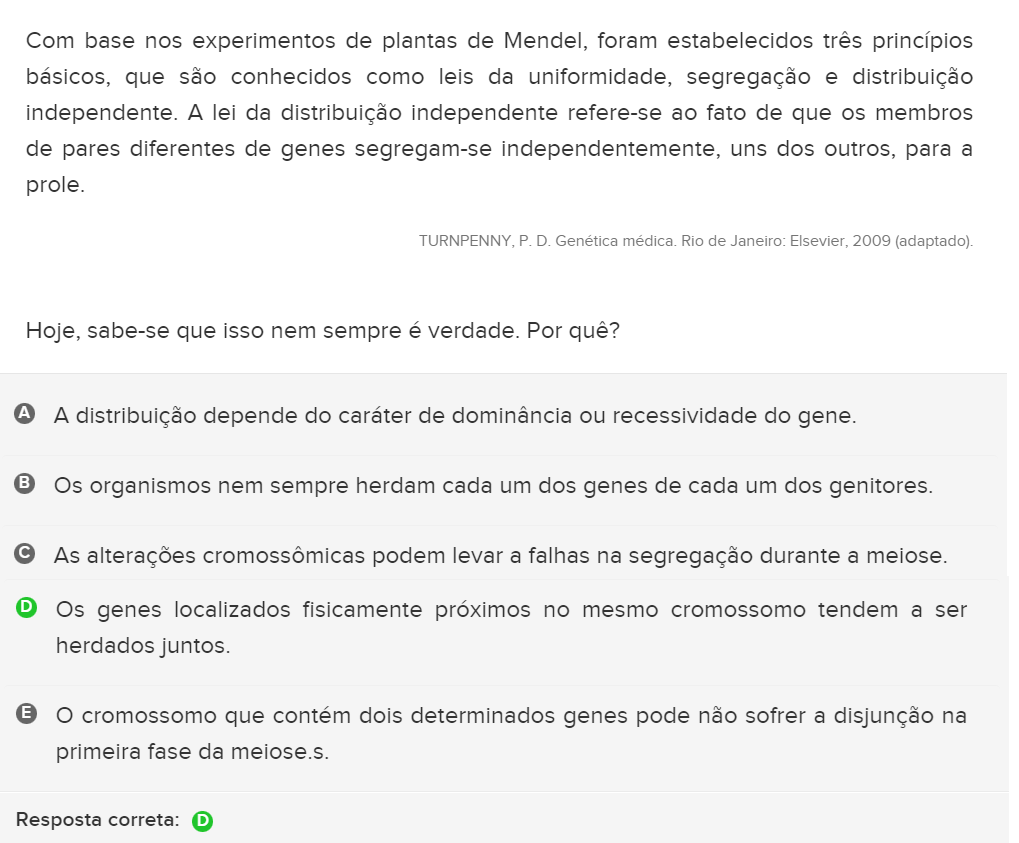 Com base nos experimentos de plantas de Mendel, foram estabelecidos três princípios
básicos, que são conhecidos como leis da uniformidade, segregação e distribuição
independente. A lei da distribuição independente refere-se ao fato de que os membros
de pares diferentes de genes segregam-se independentemente, uns dos outros, para a
prole.
TURNPENNY, P. D. Genética médica. Rio de Janeiro: Elsevier, 2009 (adaptado).
Hoje, sabe-se que isso nem sempre é verdade. Por quê?
A A distribuição depende do caráter de dominância ou recessividade do gene.
B Os organismos nem sempre herdam cada um dos genes de cada um dos genitores.
C As alterações cromossômicas podem levar a falhas na segregação durante a meiose.
D Os genes localizados fisicamente próximos no mesmo cromossomo tendem a ser
herdados juntos.
E O cromossomo que contém dois determinados genes pode não sofrer a disjunção na
primeira fase da meiose.s.
Resposta correta: D